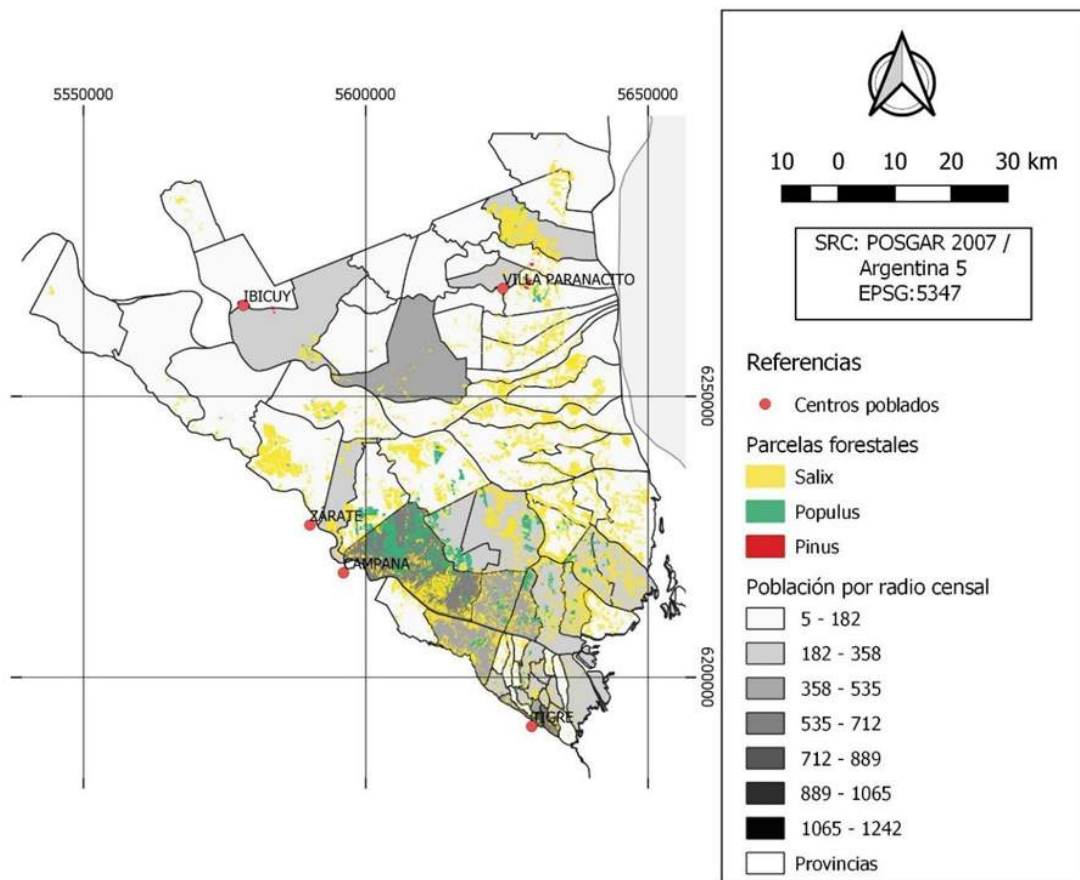 5550000
5600000
5650000
6250000
6200000
IBICUY
VILLA PARANACITO
ZÁRATE
CAMPANA
TIGRE
10 0 10 20 30 km
SRC: POSGAR 2007 /
Argentina 5
EPSG:5347
Referencias
Centros poblados
Parcelas forestales
Salix
Populus
Pinus
Población por radio censal
5 - 182
182 - 358
358 - 535
535 - 712
712 - 889
889 - 1065
1065 - 1242
Provincias